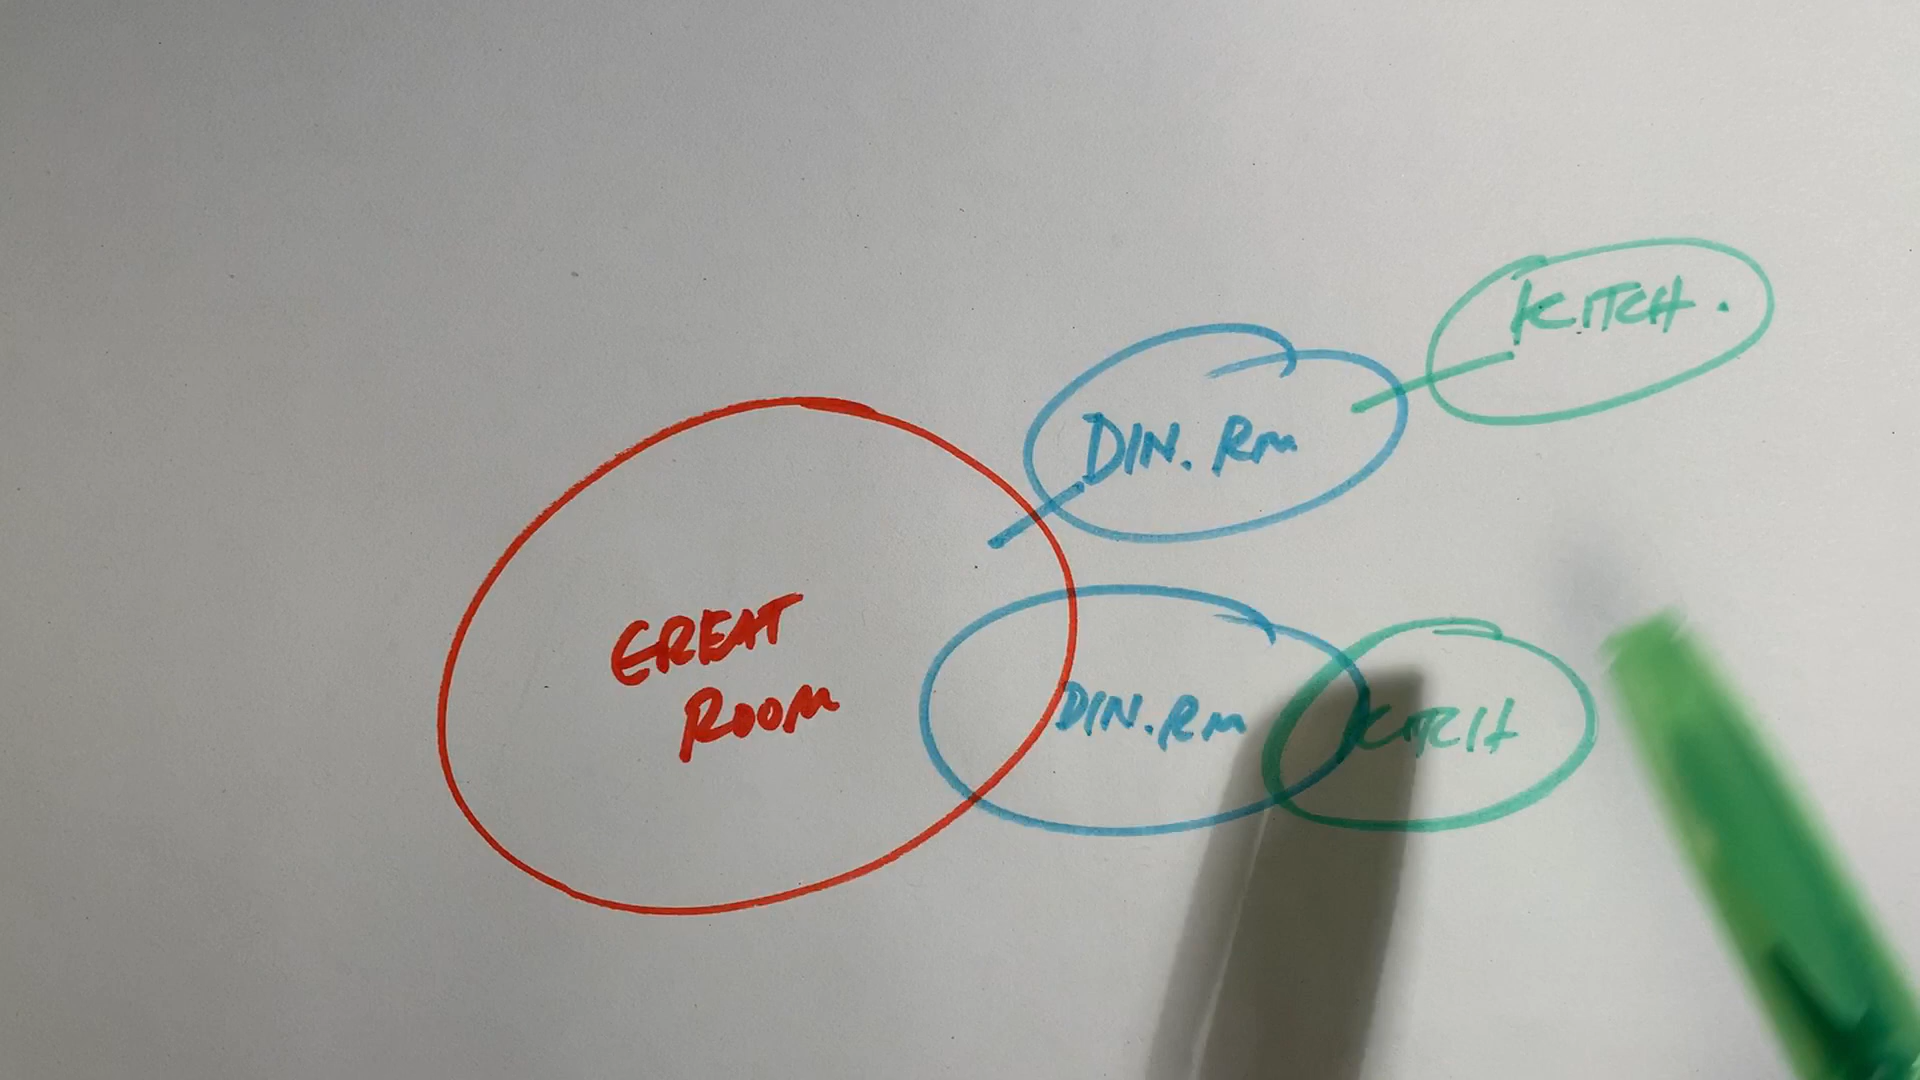 KITCH.
DIN. Rm
GREAT
ROOM
DIN. Rm
KITCH